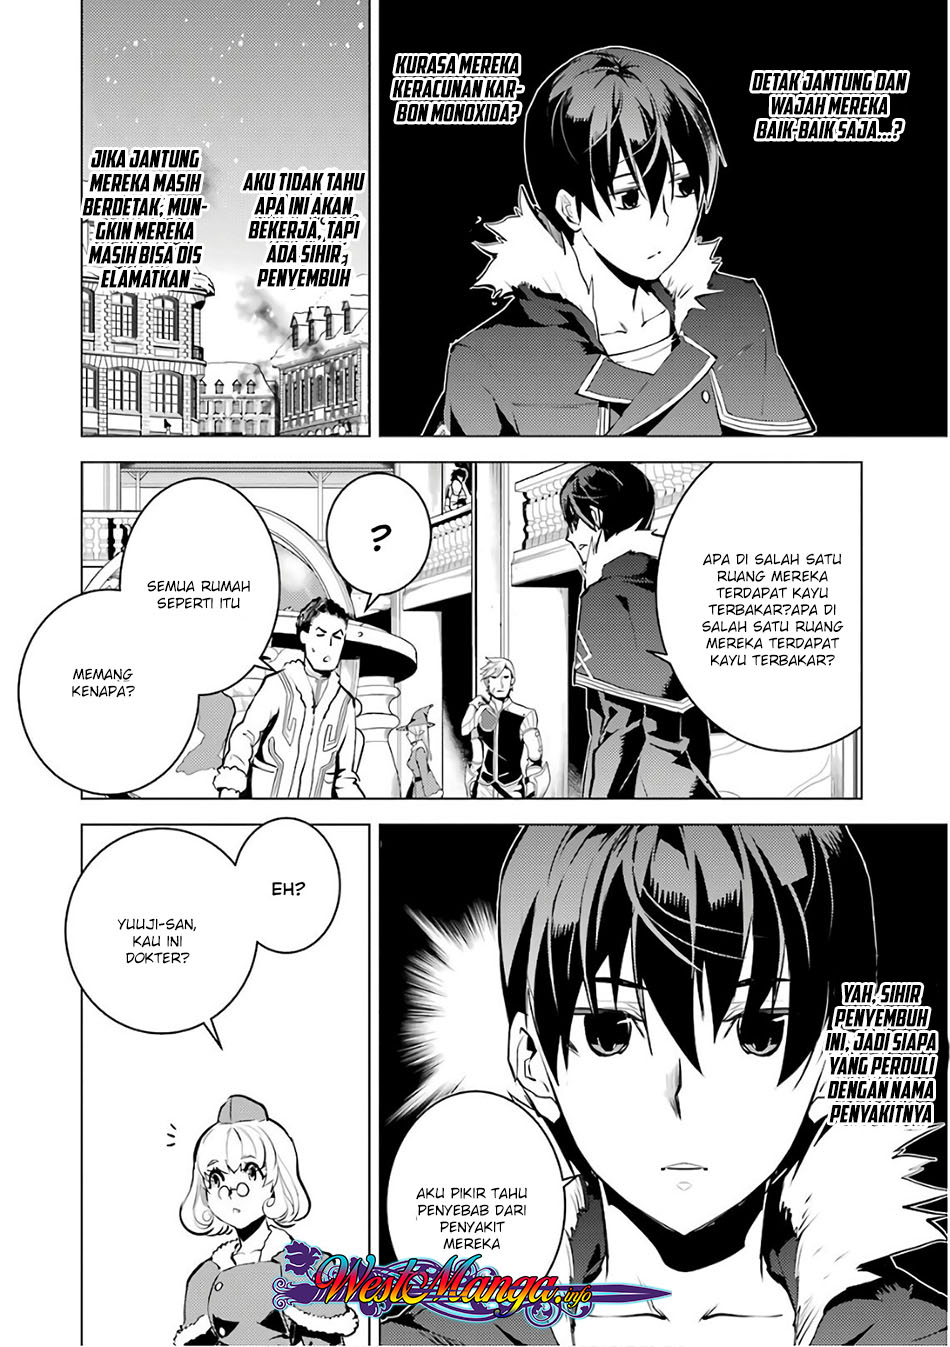 DETAK JANTUNG DAN
WAJAH MEREKA
BAIK-BAIK SAJA...?
KURASA MEREKA
KERACUNAN KAR-
BON MONOXIDA?
AKU TIDAK TAHU
APA INI AKAN
BEKERJA, TAPI
ADA SIHIR
PENYEMBUH
JIKA JANTUNG
MEREKA MASIH
BERDETAK, MUN-
GKIN MEREKA
MASIH BISA DIS
ELAMATKAN
APA DI SALAH SATU
RUANG MEREKA
TERDAPAT KAYU
TERBAKAR?APA DI
SALAH SATU RUANG
MEREKA TERDAPAT
KAYU TERBAKAR?
?
SEMUA RUMAH
SEPERTI ITU
MEMANG
KENAPA?
YAH, SIHIR
PENYEMBUH
INI, JADI SIAPA
YANG PERDULI
DENGAN NAMA
PENYAKITNYA
AKU PIKIR TAHU
PENYEBAB DARI
PENYAKIT
MEREKA
EH?
YUUJI-SAN,
KAU INI
DOKTER?
WestManga.info